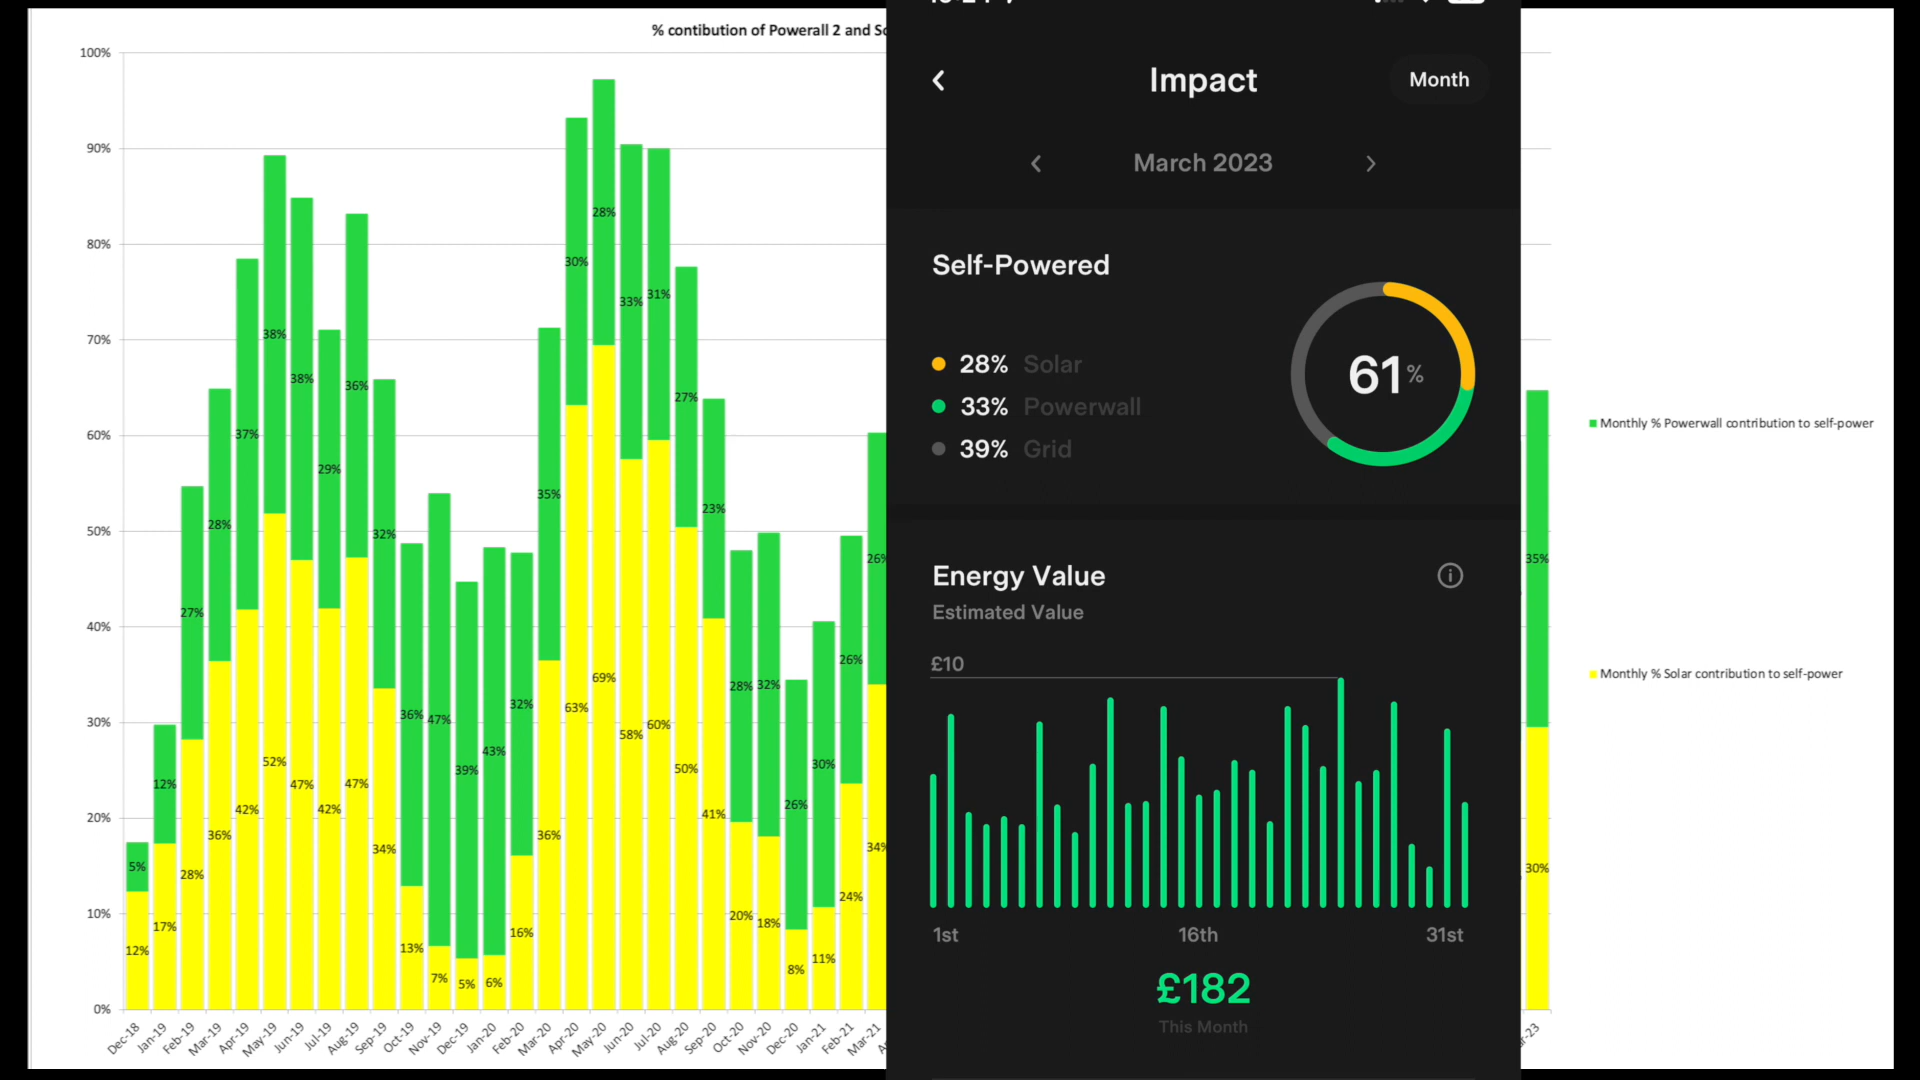 % contibution of Powerall 2 and
100%
90%
80%
70%
60%
50%
40%
30%
20%
10%
0%
5%
12%
12%
17%
27%
28%
28%
36%
37%
42%
38%
52%
38%
47%
29%
42%
36%
47%
32%
34%
36%
13%
47%
7%
39%
5%
43%
6%
32%
16%
35%
36%
30%
63%
28%
69%
33%
58%
31%
60%
27%
50%
23%
41%
28%
20%
32%
18%
26%
8%
30%
11%
26%
24%
26%
34%
Dec-18
Jan-19
Feb-19
Mar-19
Apr-19
May-19
Jun-19
Jul-19
Aug-19
Sep-19
Oct-19
Nov-19
Dec-19
Jan-20
Feb-20
Mar-20
Apr-20
May-20
Jun-20
Jul-20
Aug-20
Sep-20
Oct-20
Nov-20
Dec-20
Jan-21
Feb-21
Mar-21
Impact
Month
March 2023
Self-Powered
28% Solar
33% Powerwall
39% Grid
61%
Energy Value
Estimated Value
£10
1st 16th 31st
£182
This Month
35%
30%
r-23
Monthly % Powerwall contribution to self-power
Monthly % Solar contribution to self-power